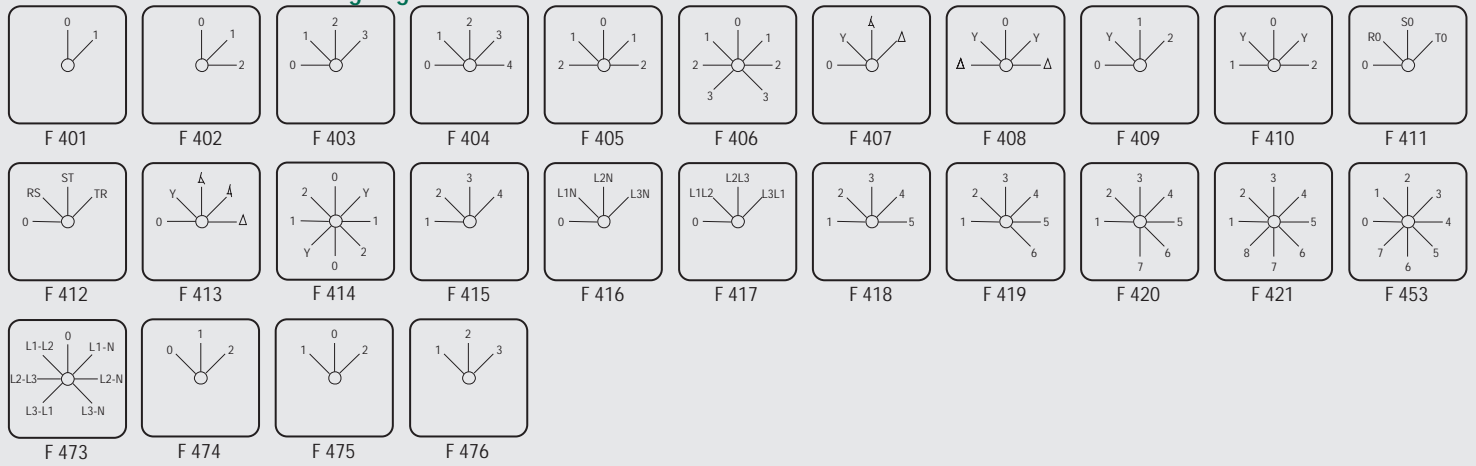 0 1
0 1 2
0 1 2 3
0 1 2 3 4
2 1 0 1 2
3 2 1 0 1 2 3
0 Y Δ
Δ Y 0 Y Δ
0 Y 1 2
1 Y 0 Y 2
0 R0 S0 T0
F 401 F 402 F 403 F 404 F 405 F 406 F 407 F 408 F 409 F 410 F 411
0 RS ST TR
0 Y Δ
0 Y 1 2 0 Y 1 2
1 2 3 4
0 L1N L2N L3N
0 L1L2 L2L3 L3L1
1 2 3 4 5
1 2 3 4 5 6
1 2 3 4 5 6 7
1 2 3 4 5 6 7 8
0 1 2 3 4 5 6 7
F 412 F 413 F 414 F 415 F 416 F 417 F 418 F 419 F 420 F 421 F 453
0 L1-N L2-N L3-N L3-L1 L2-L3 L1-L2
0 1 2
1 0 2
1 2 3
F 473 F 474 F 475 F 476